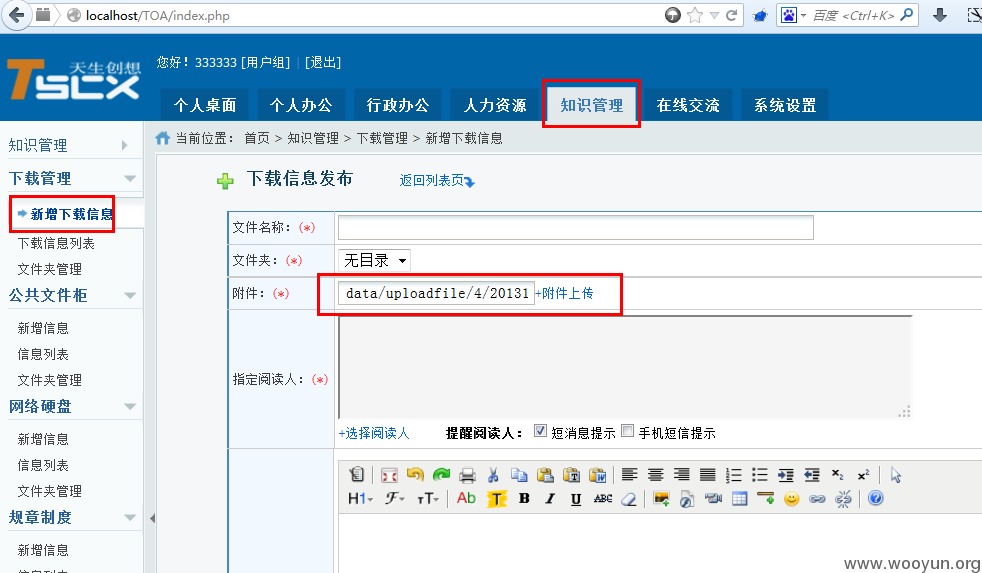 localhost/TOA/index.php
百度 <Ctrl+K>
天生创想
TSCX
您好！333333 [用户组] | [退出]
个人桌面 个人办公 行政办公 人力资源 知识管理 在线交流 系统设置
当前位置： 首页 > 知识管理 > 下载管理 > 新增下载信息
知识管理
下载管理
新增下载信息
下载信息列表
文件夹管理
公共文件柜
新增信息
信息列表
文件夹管理
网络硬盘
新增信息
信息列表
文件夹管理
规章制度
新增信息
下载信息发布 返回列表页
文件名称：(*)
文件夹：(*) 无目录
附件：(*) data/uploadfile/4/20131 +附件上传
指定阅读人：(*)
+选择阅读人 提醒阅读人： 短消息提示 手机短信提示
H1 F TT Ab T B I U ABC
www.wooyun.org